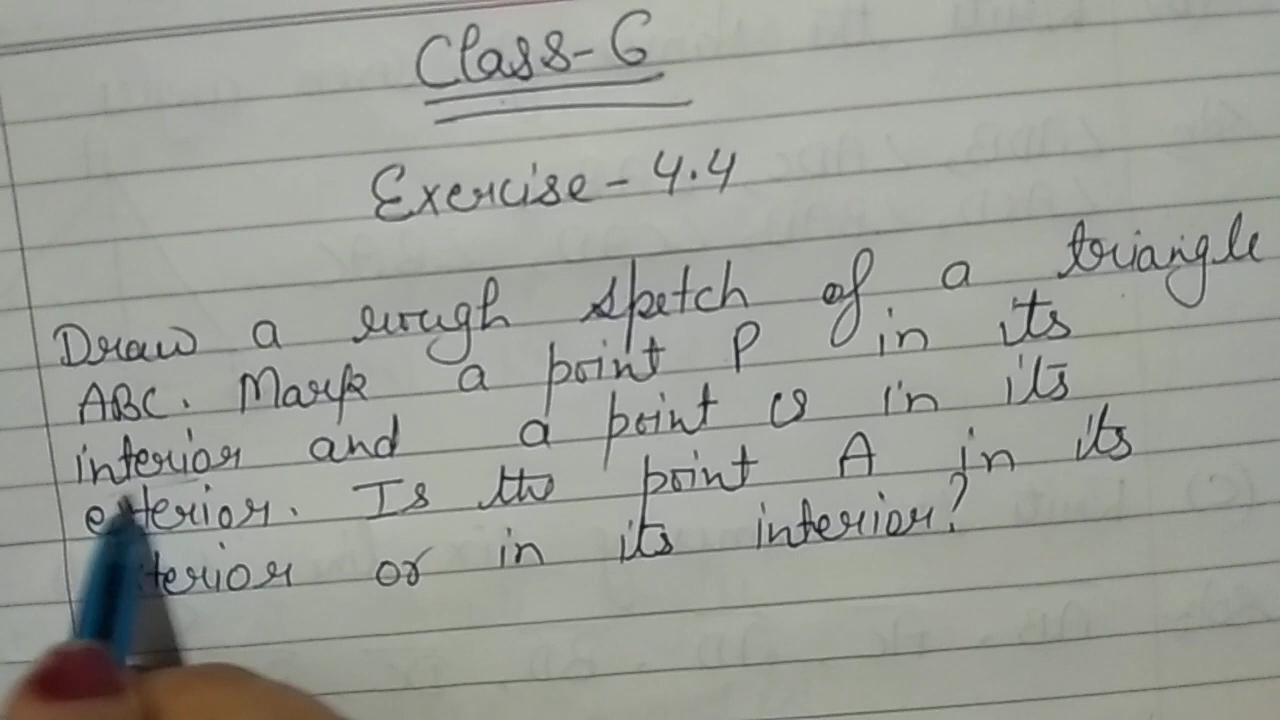 Class-6
Exercise-4.4
Draw a rough sketch of a triangle
ABC. Mark a point P in its
interior and a point Q in its
exterior. Is the point A in its
terior or in its interior?